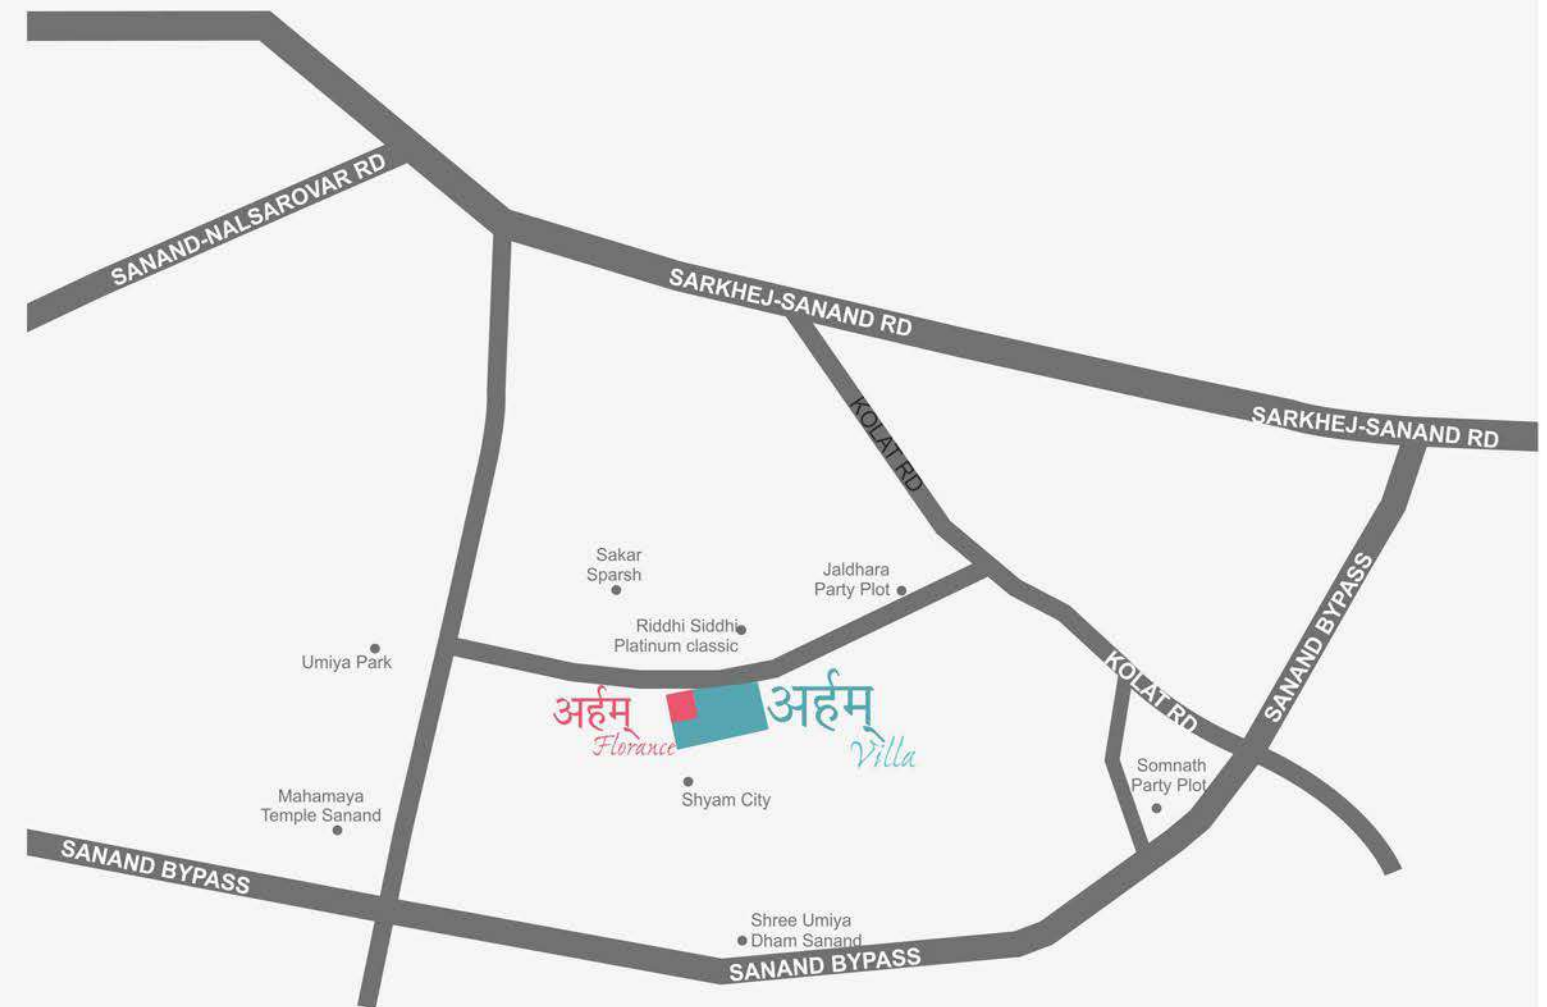 SANAND-NALSAROVAR RD
SARKHEJ-SANAND RD
KOLAT RD
SARKHEJ-SANAND RD
Sakar
Sparsh
Jaldhara
Party Plot
Riddhi Siddhi
Platinum classic
Umiya Park
SANAND BYPASS
KOLAT RD
अर्हम्
Florance
अर्हम्
Villa
Somnath
Party Plot
Shyam City
Mahamaya
Temple Sanand
SANAND BYPASS
Shree Umiya
Dham Sanand
SANAND BYPASS